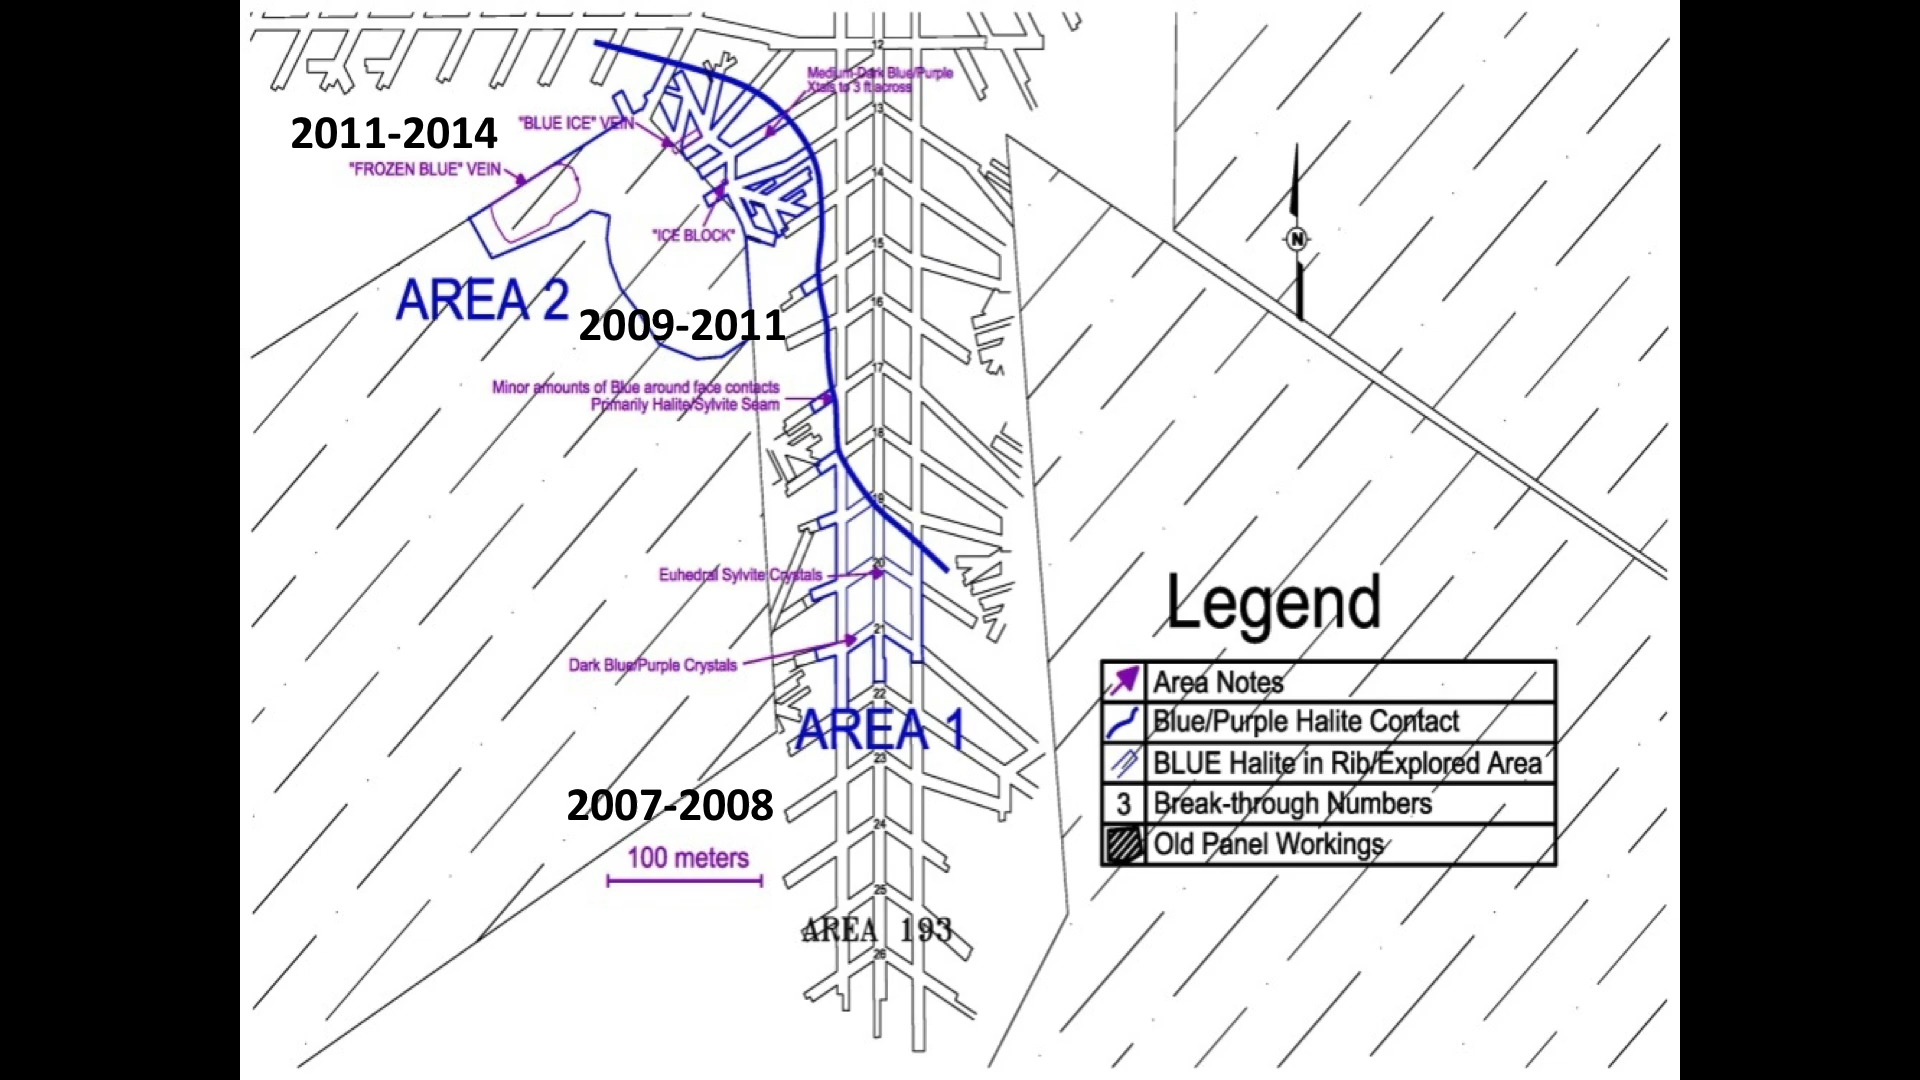 12
Medium-Dark Blue/Purple
Xtals to 3 ft across
13
2011-2014
"BLUE ICE" VEIN
"FROZEN BLUE" VEIN
14
"ICE BLOCK"
15
N
AREA 2
16
2009-2011
17
Minor amounts of Blue around face contacts
Primarily Halite/Sylvite Seam
18
19
20
Euhedral Sylvite Crystals
21
Dark Blue/Purple Crystals
22
AREA 1
23
2007-2008
24
100 meters
25
AREA 193
26
Legend
Area Notes
Blue/Purple Halite Contact
BLUE Halite in Rib/Explored Area
3 Break-through Numbers
Old Panel Workings